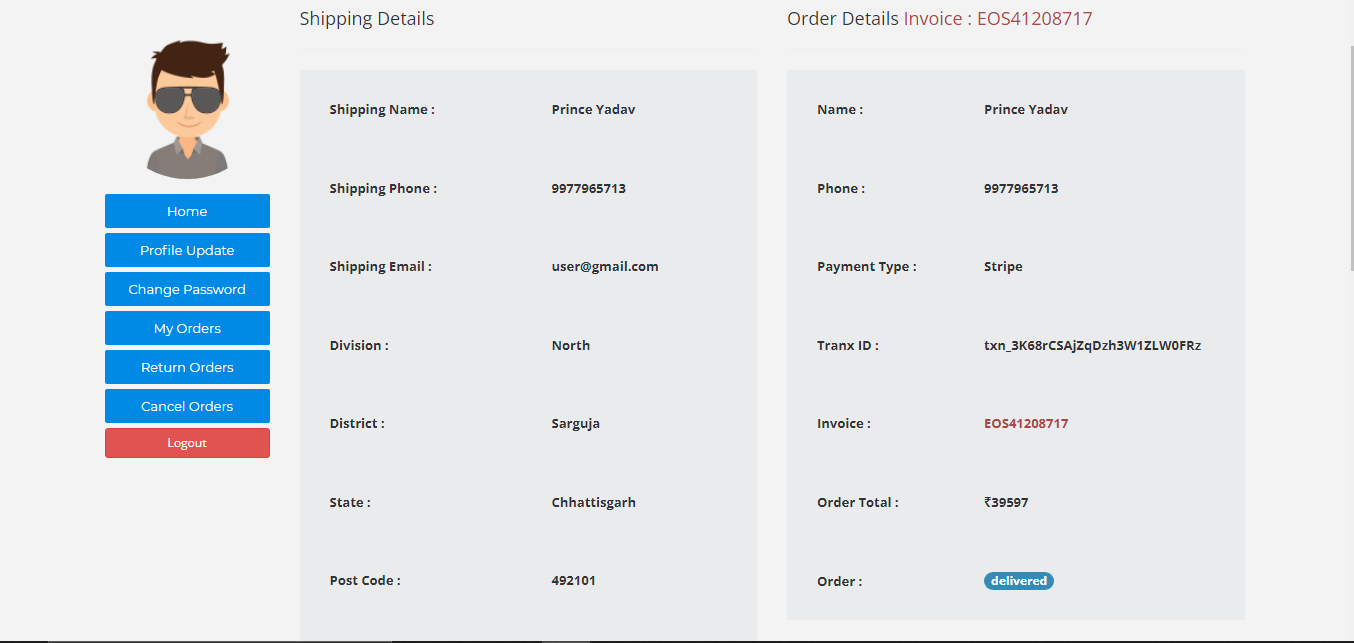 Home
Profile Update
Change Password
My Orders
Return Orders
Cancel Orders
Logout
Shipping Details
Shipping Name : Prince Yadav
Shipping Phone : 9977965713
Shipping Email : user@gmail.com
Division : North
District : Sarguja
State : Chhattisgarh
Post Code : 492101
Order Details Invoice : EOS41208717
Name : Prince Yadav
Phone : 9977965713
Payment Type : Stripe
Tranx ID : txn_3K68rCSAjZqDzh3W1ZLW0FRz
Invoice : EOS41208717
Order Total : ₹39597
Order : delivered